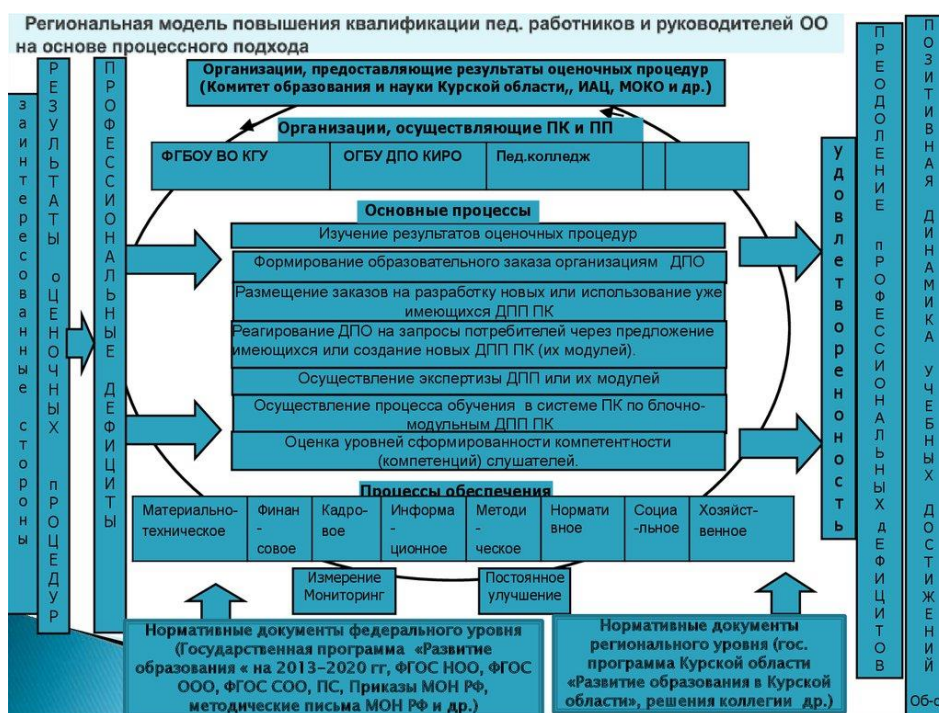 Региональная модель повышения квалификации пед. работников и руководителей ОО
на основе процессного подхода
заинтересованные стороны
РЕЗУЛЬТАТЫ ОЦЕНОЧНЫХ ПРОЦЕДУР
ПРОФЕССИОНАЛЬНЫЕ ДЕФИЦИТЫ
Организации, предоставляющие результаты оценочных процедур
(Комитет образования и науки Курской области,, ИАЦ, МОКО и др.)
Организации, осуществляющие ПК и ПП
ФГБОУ ВО КГУ
ОГБУ ДПО КИРО
Пед.колледж
Основные процессы
Изучение результатов оценочных процедур
Формирование образовательного заказа организациям ДПО
Размещение заказов на разработку новых или использование уже
имеющихся ДПП ПК
Реагирование ДПО на запросы потребителей через предложение
имеющихся или создание новых ДПП ПК (их модулей).
Осуществление экспертизы ДПП или их модулей
Осуществление процесса обучения в системе ПК по блочно-
модульным ДПП ПК
Оценка уровней сформированности компетентности
(компетенций) слушателей.
Процессы обеспечения
Материально-
техническое
Финан
-
совое
Кадро-
вое
Информа
-
ционное
Методи
-
ческое
Нормати
вное
Социа
-льное
Хозяйст-
венное
Измерение
Мониторинг
Постоянное
улучшение
Нормативные документы федерального уровня
(Государственная программа «Развитие
образования « на 2013-2020 гг, ФГОС НОО, ФГОС
ООО, ФГОС СОО, ПС, Приказы МОН РФ,
методические письма МОН РФ и др.)
Нормативные документы
регионального уровня (гос.
программа Курской области
«Развитие образования в Курской
области», решения коллегии др.)
удовлетворенность
ПРЕОДОЛЕНИЕ ПРОФЕССИОНАЛЬНЫХ ДЕФИЦИТОВ
ПОЗИТИВНАЯ ДИНАМИКА УЧЕБНЫХ ДОСТИЖЕНИЙ